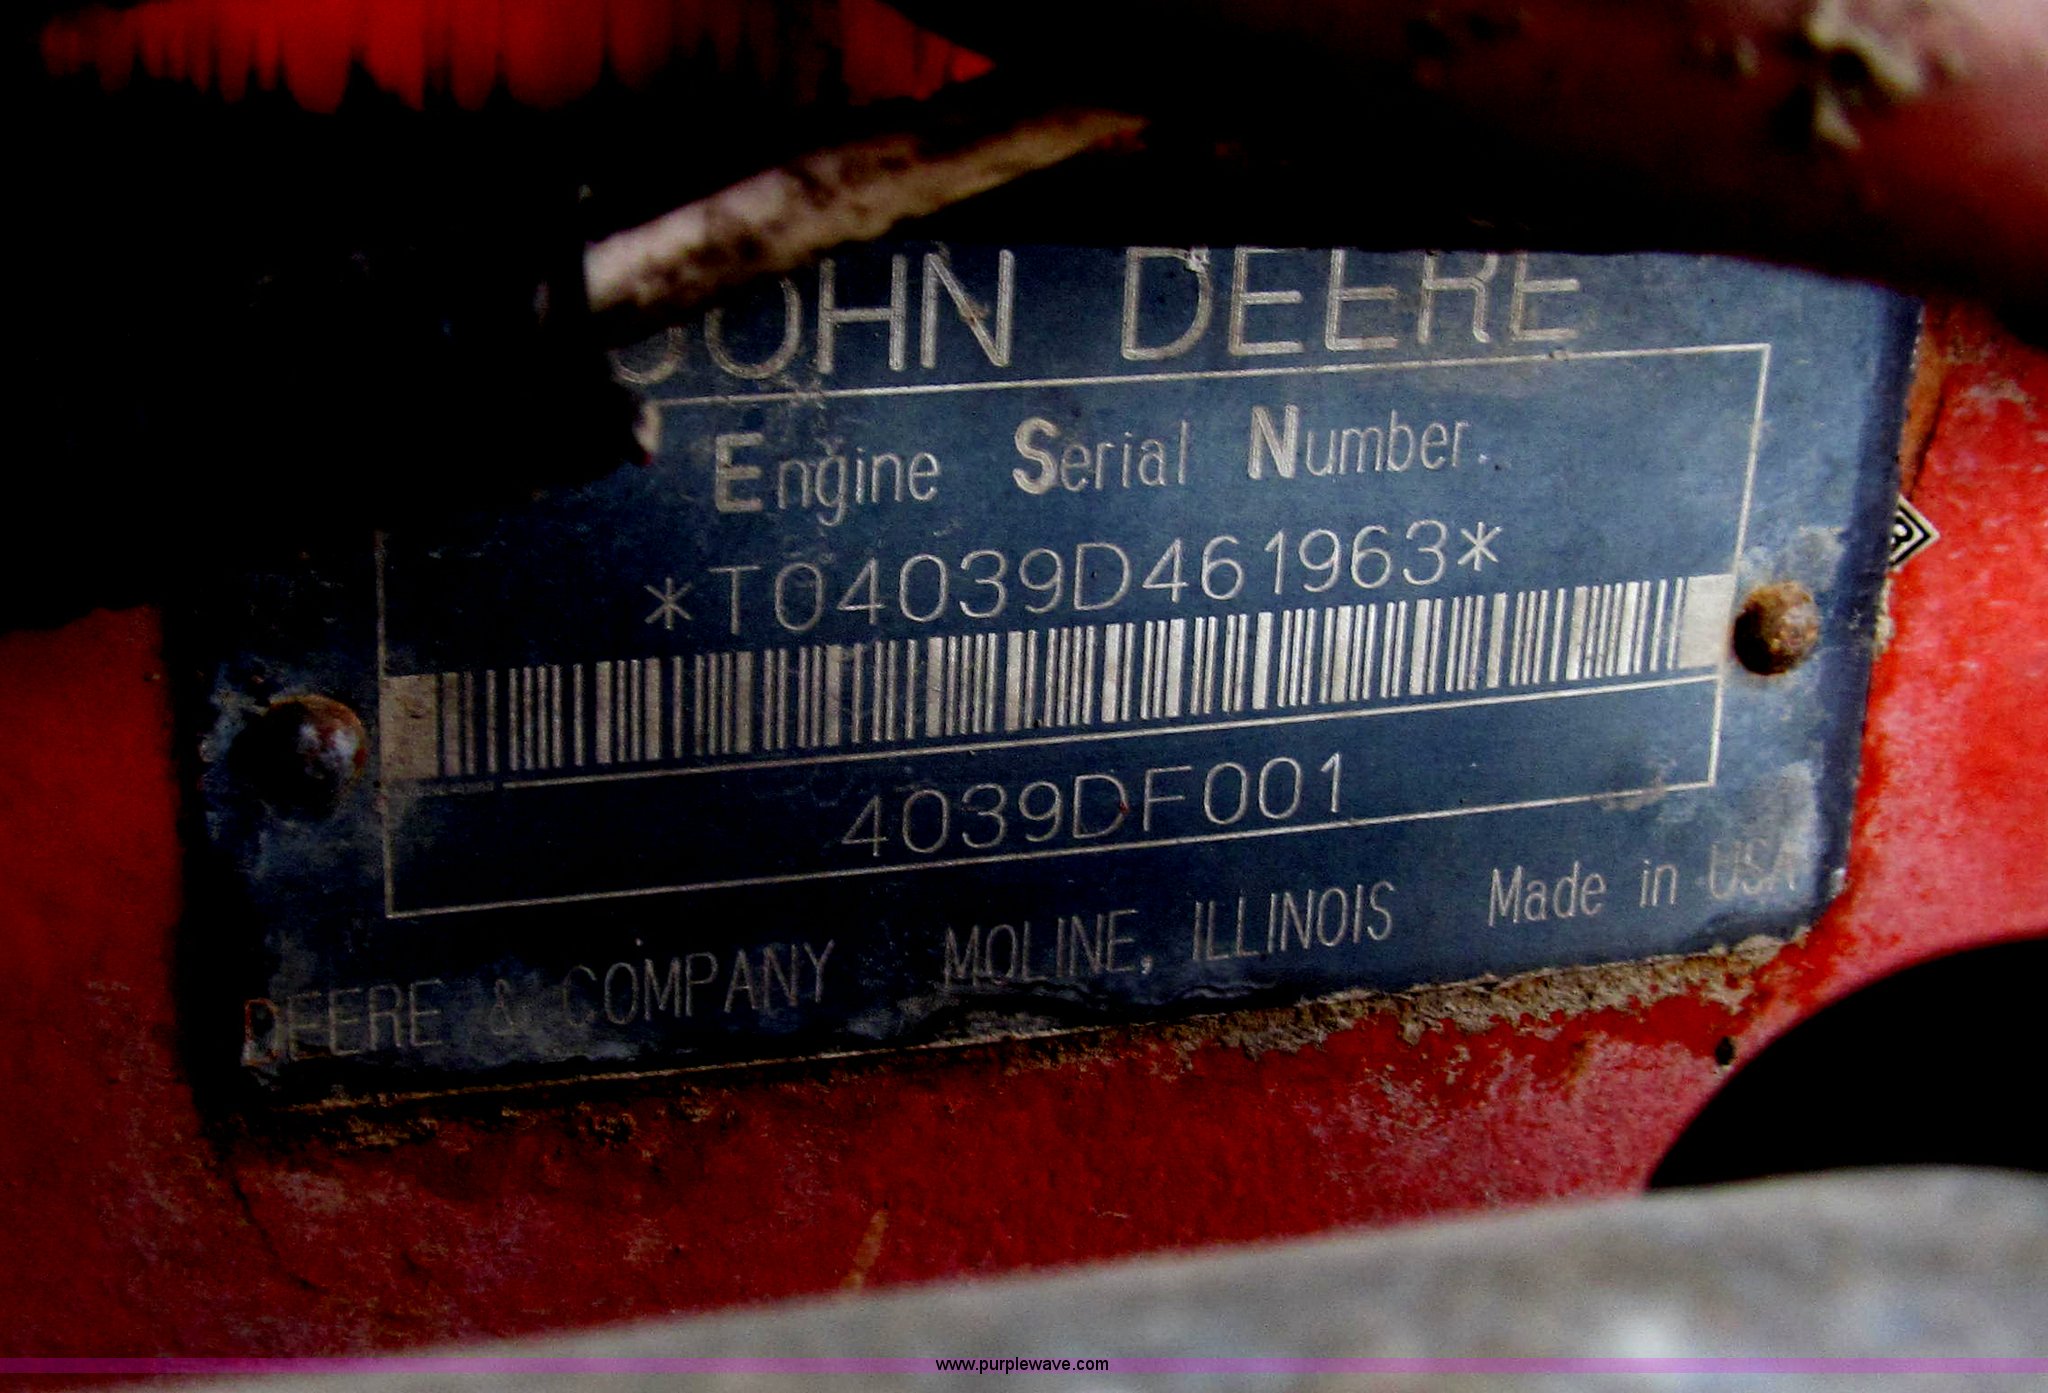 JOHN DEERE
Engine Serial Number
*T04039D461963*
4039DF001
DEERE & COMPANY MOLINE, ILLINOIS Made in USA
www.purplewave.com